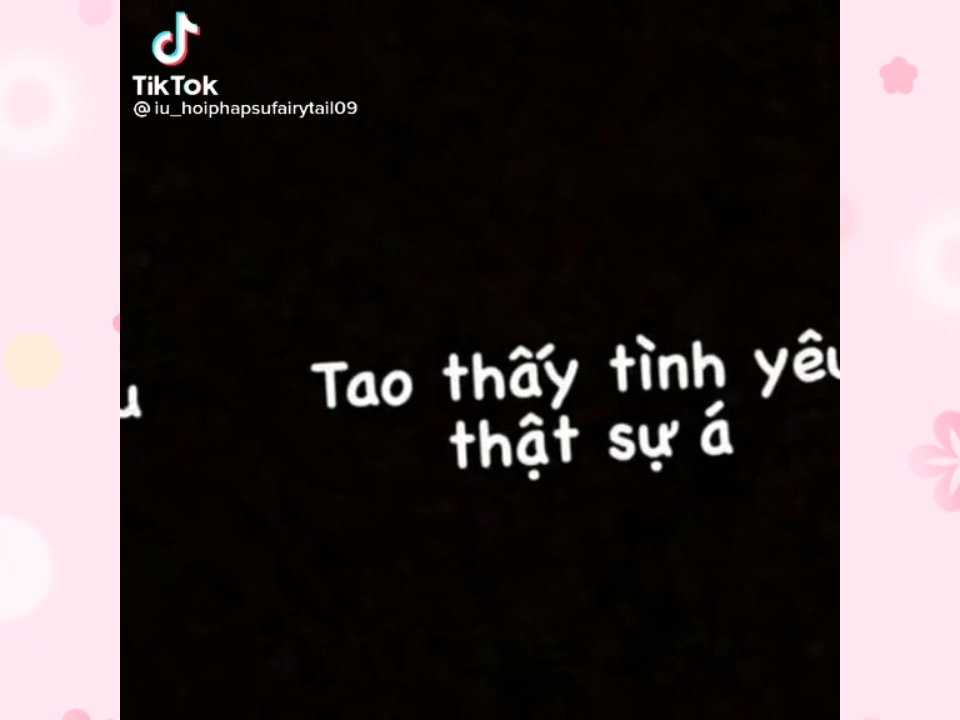 TikTok
@iu_hoiphapsufairytail09
Tao thấy tình yêu
thật sự á